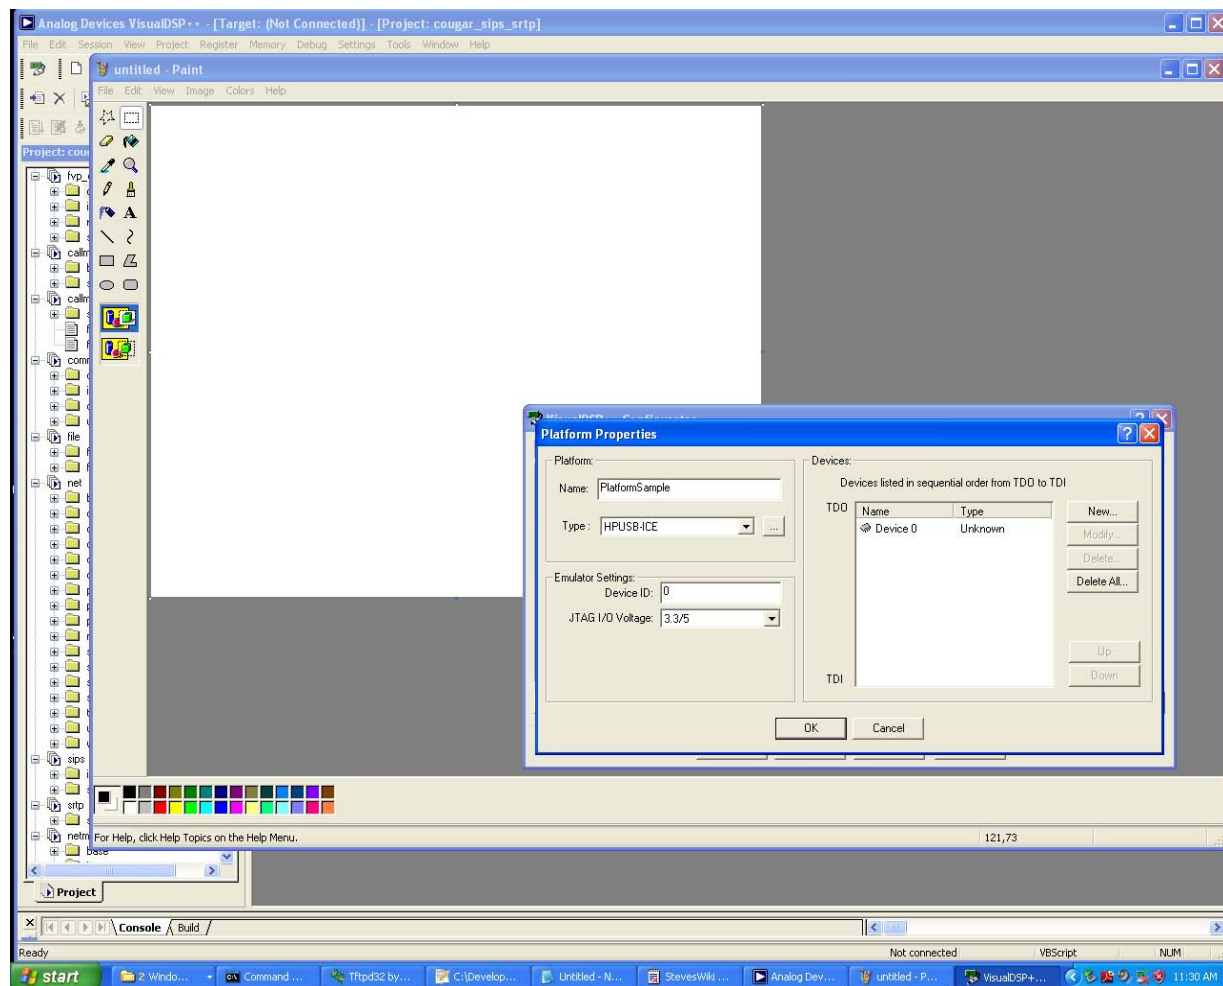 Analog Devices VisualDSP++ - [Target: (Not Connected)] - [Project: cougar_sips_srtp]
File Edit Session View Project Register Memory Debug Settings Tools Window Help
untitled - Paint
File Edit View Image Colors Help
Project: cou
fvp_
callm
callm
comm
file
net
sips
srtp
netm
base
VisualDSP++ Configurator
Platform Properties
Platform:
Name: PlatformSample
Type : HPUSB-ICE
...
Emulator Settings:
Device ID: 0
JTAG I/O Voltage: 3.3/5
Devices:
Devices listed in sequential order from TDO to TDI
TDO
Name Type
Device 0 Unknown
TDI
New...
Modify...
Delete...
Delete All...
Up
Down
OK Cancel
For Help, click Help Topics on the Help Menu.
121,73
Project
Console Build
Ready
Not connected VBScript NUM
start 2 Windo... Command ... Tftpd32 by... C:\Develop... Untitled - N... StevesWiki ... Analog Dev... untitled - P... VisualDSP+... 11:30 AM